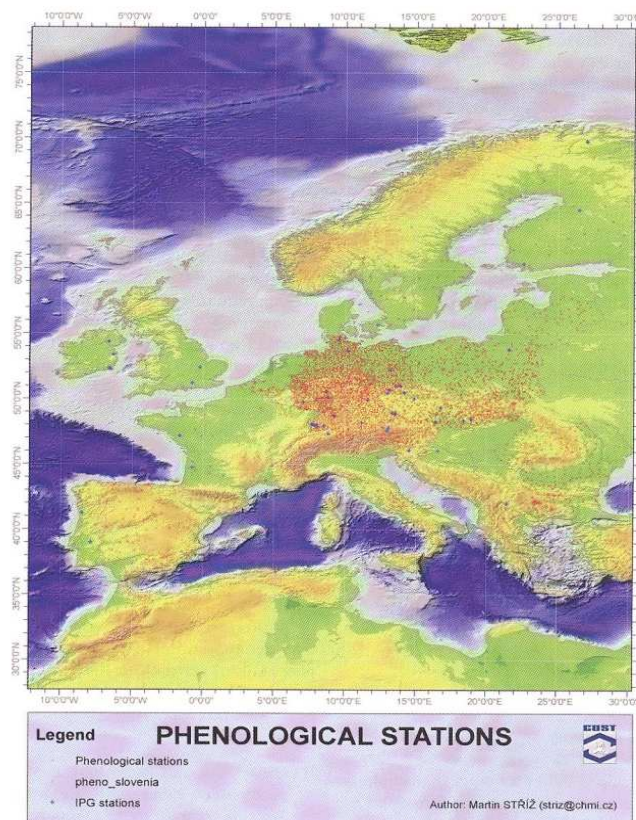 10°0'0"W 5°0'0"W 0°0'0" 5°0'0"E 10°0'0"E 15°0'0"E 20°0'0"E 25°0'0"E 30°0'0"E
75°0'0"N
70°0'0"N
65°0'0"N
60°0'0"N
55°0'0"N
50°0'0"N
45°0'0"N
40°0'0"N
35°0'0"N
30°0'0"N
10°0'0"W 5°0'0"W 0°0'0" 5°0'0"E 10°0'0"E 15°0'0"E 20°0'0"E 25°0'0"E 30°0'0"E
Legend
PHENOLOGICAL STATIONS
COST
Phenological stations
pheno_slovenia
IPG stations
Author: Martin STŘÍŽ (striz@chmi.cz)